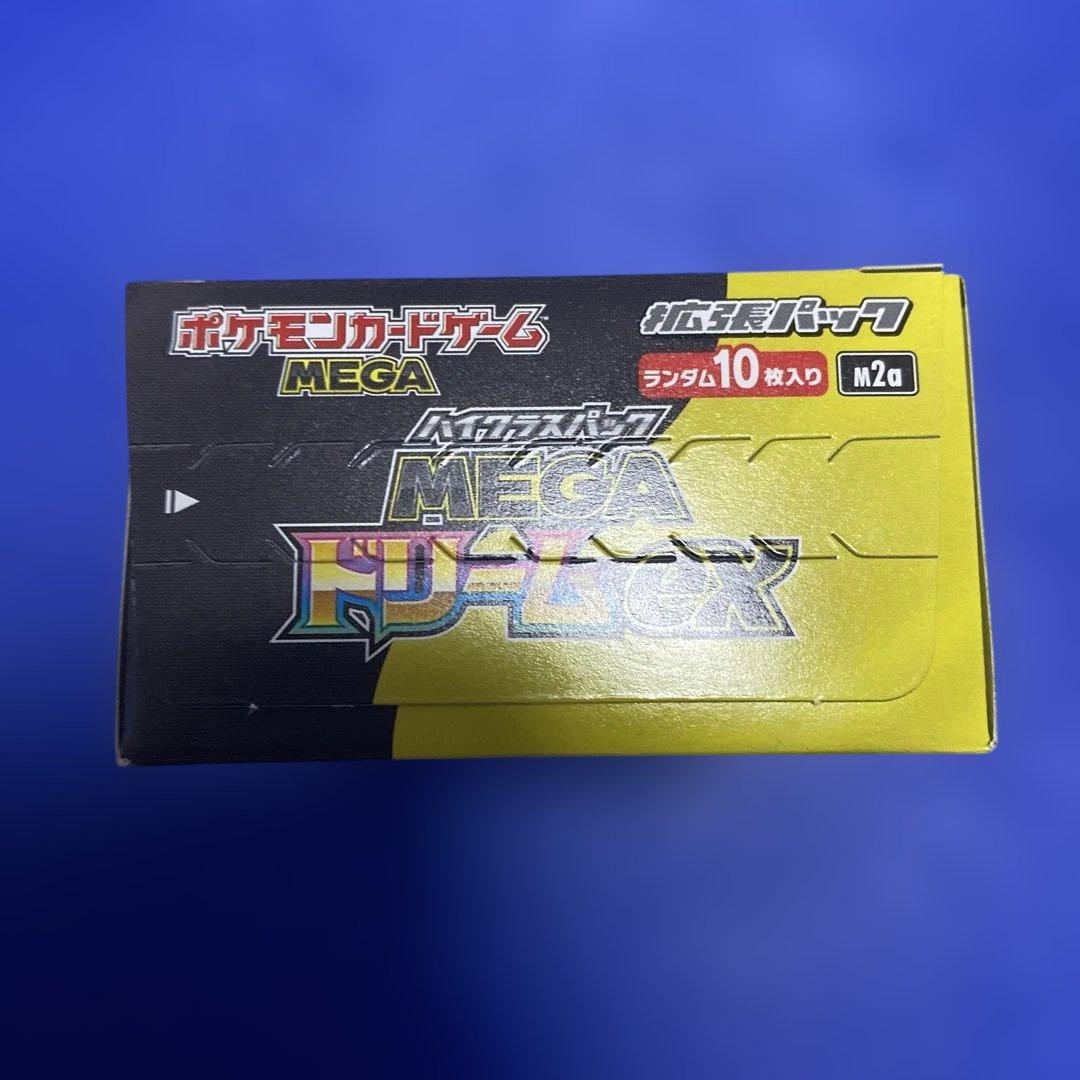 ポケモンカードゲーム
MEGA
拡張パック
ランダム10枚入り
M2a
ハイクラスパック
MEGA
ドリームex